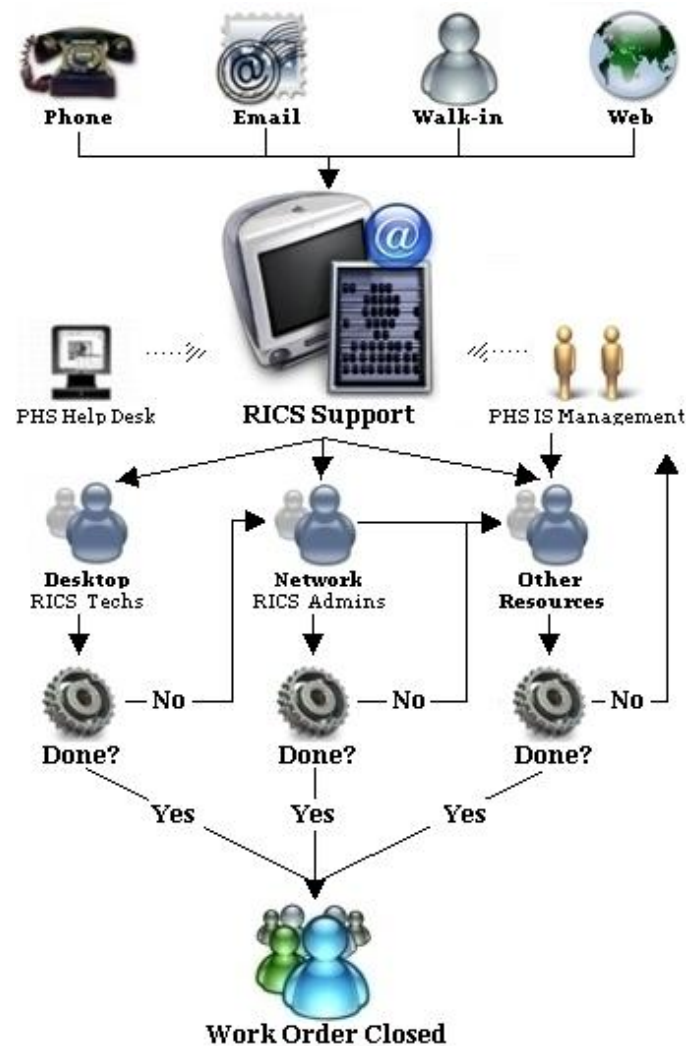 Phone
Email
Walk-in
Web
PHS Help Desk
RICS Support
PHS IS Management
Desktop
RICS Techs
Network
RICS Admins
Other
Resources
No
No
No
Done?
Done?
Done?
Yes
Yes
Yes
Work Order Closed